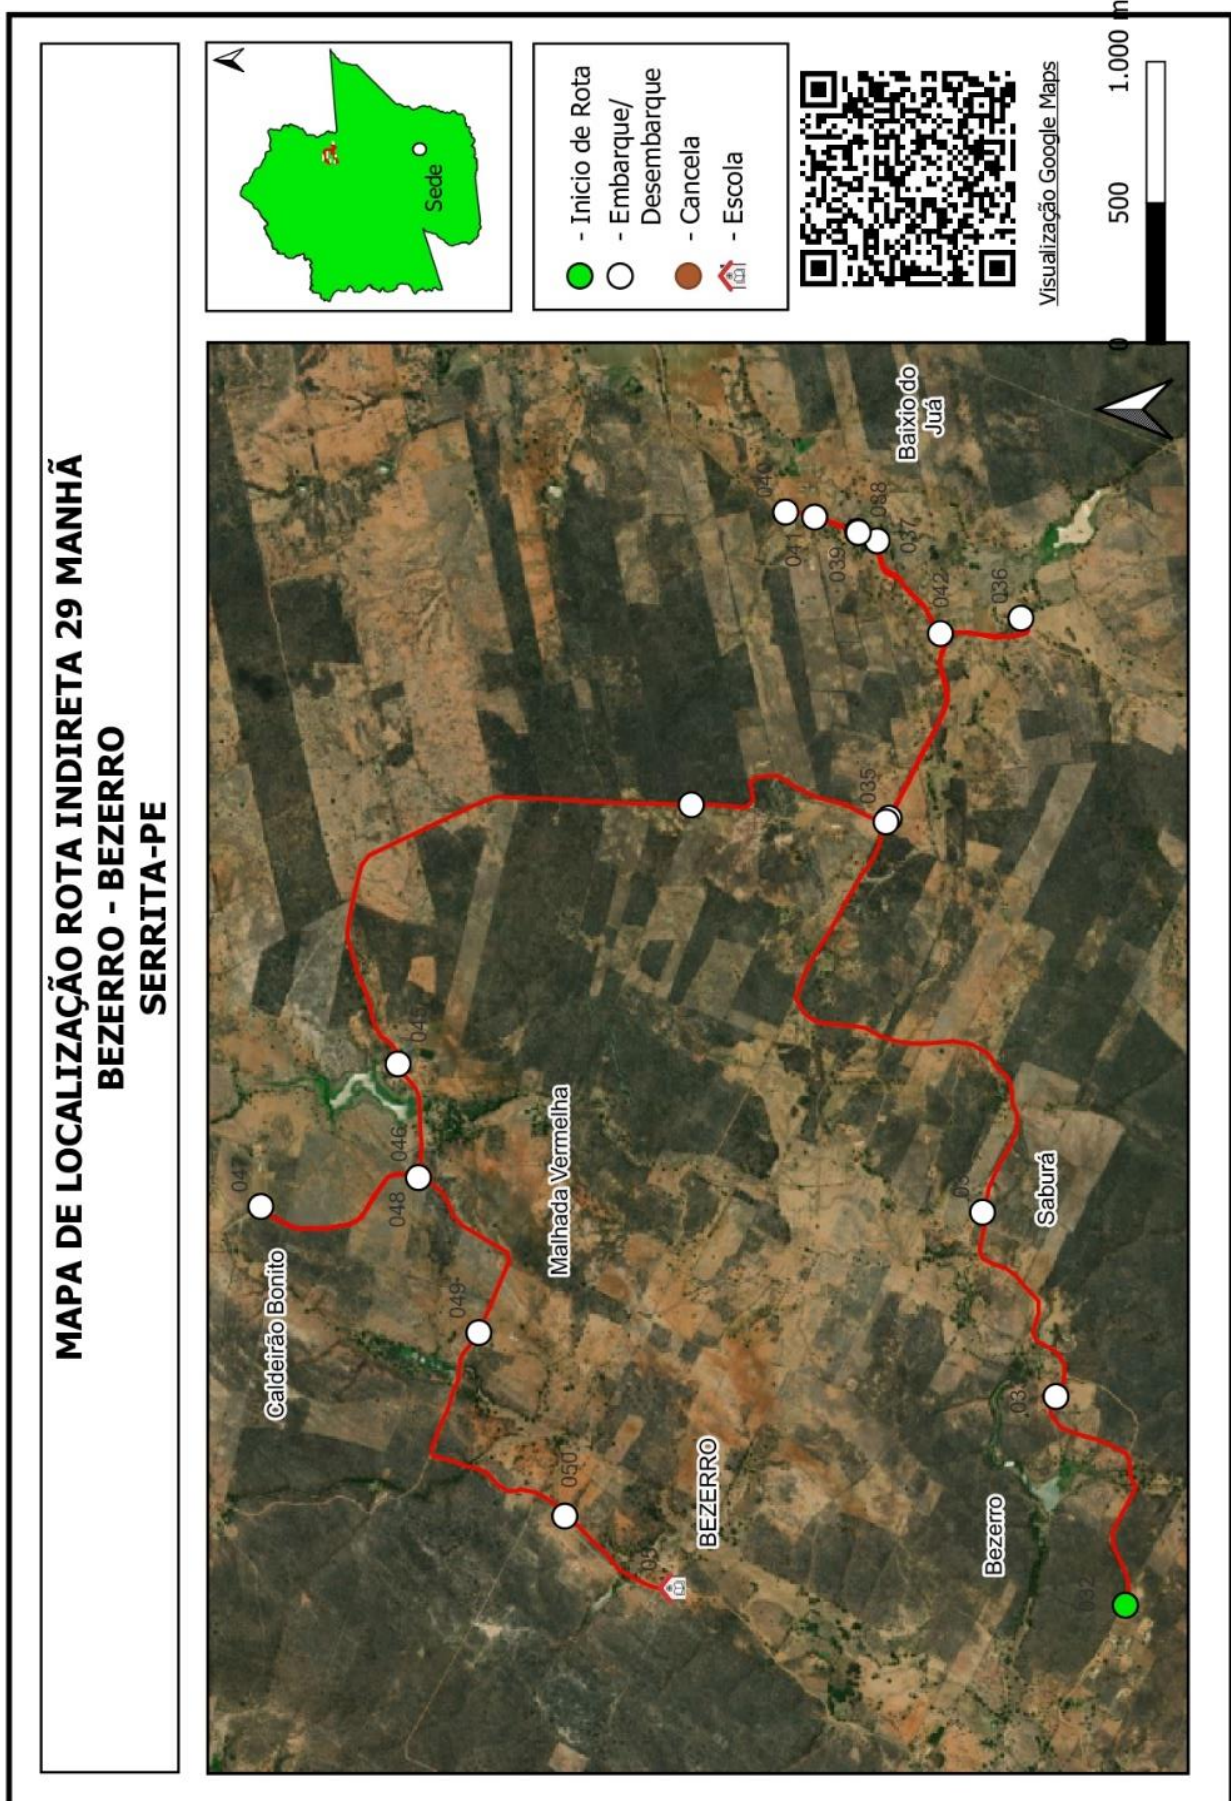 MAPA DE LOCALIZAÇÃO ROTA INDIRETA 29 MANHÃ
BEZERRO - BEZERRO
SERRITA-PE
Sede
- Inicio de Rota
- Embarque/
Desembarque
- Cancela
- Escola
Visualização Google Maps
0 500 1.000 m
047
Caldeirão Bonito
046
048
049
Malhada Vermelha
050
BEZERRO
040
041
039
037
Baixio do
Juá
042
036
035
Saburá
Bezerro